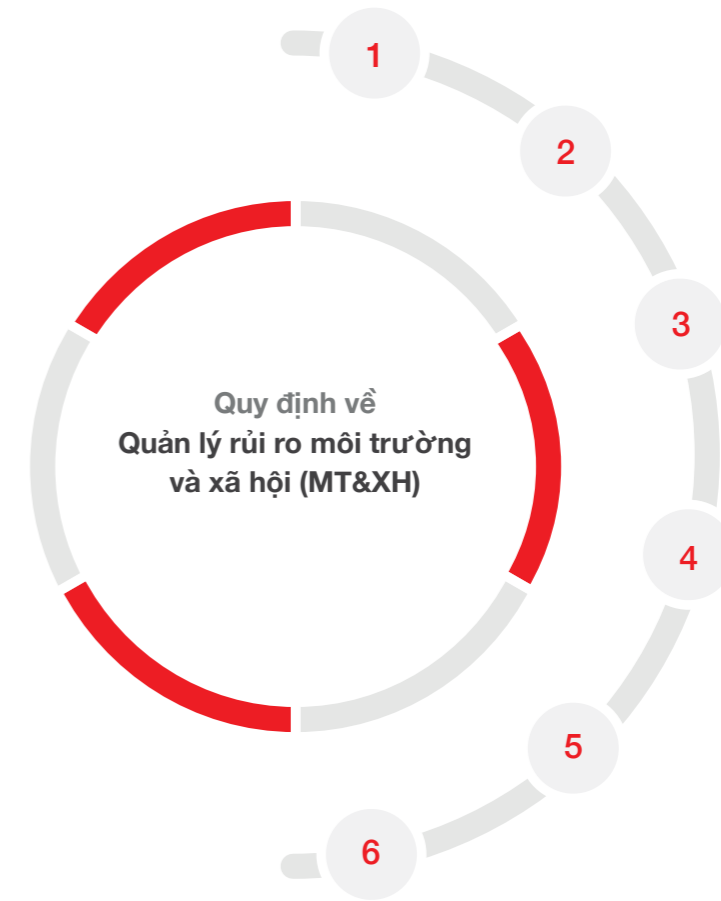 1
2
3
Quy định về
Quản lý rủi ro môi trường
và xã hội (MT&XH)
4
5
6